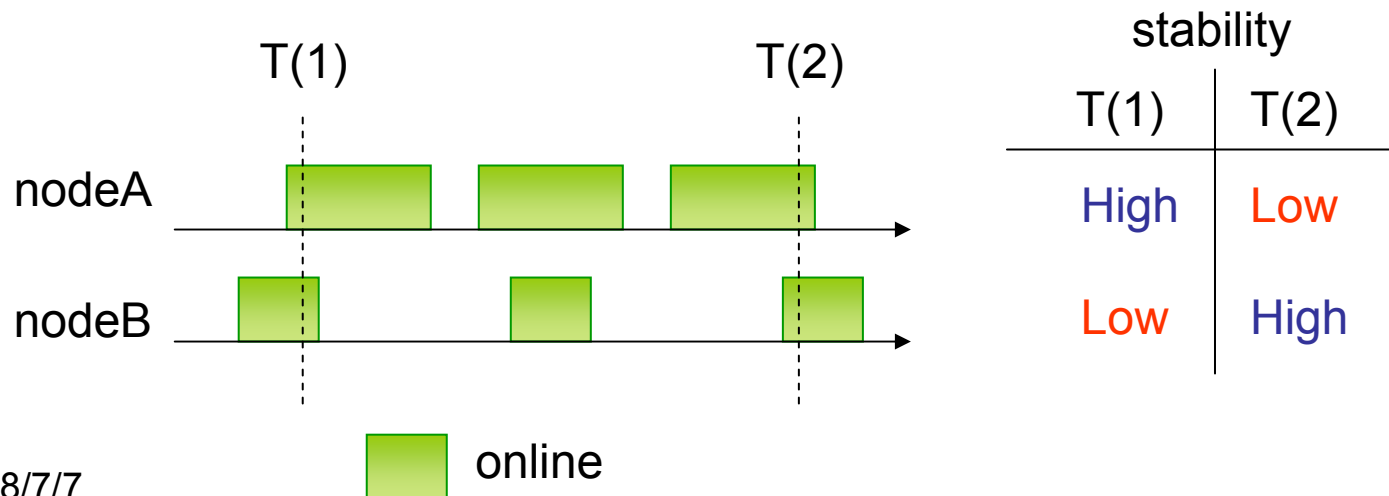 stability
T(1) T(2)
T(1) T(2)
nodeA
High Low
nodeB
Low High
online
8/7/7